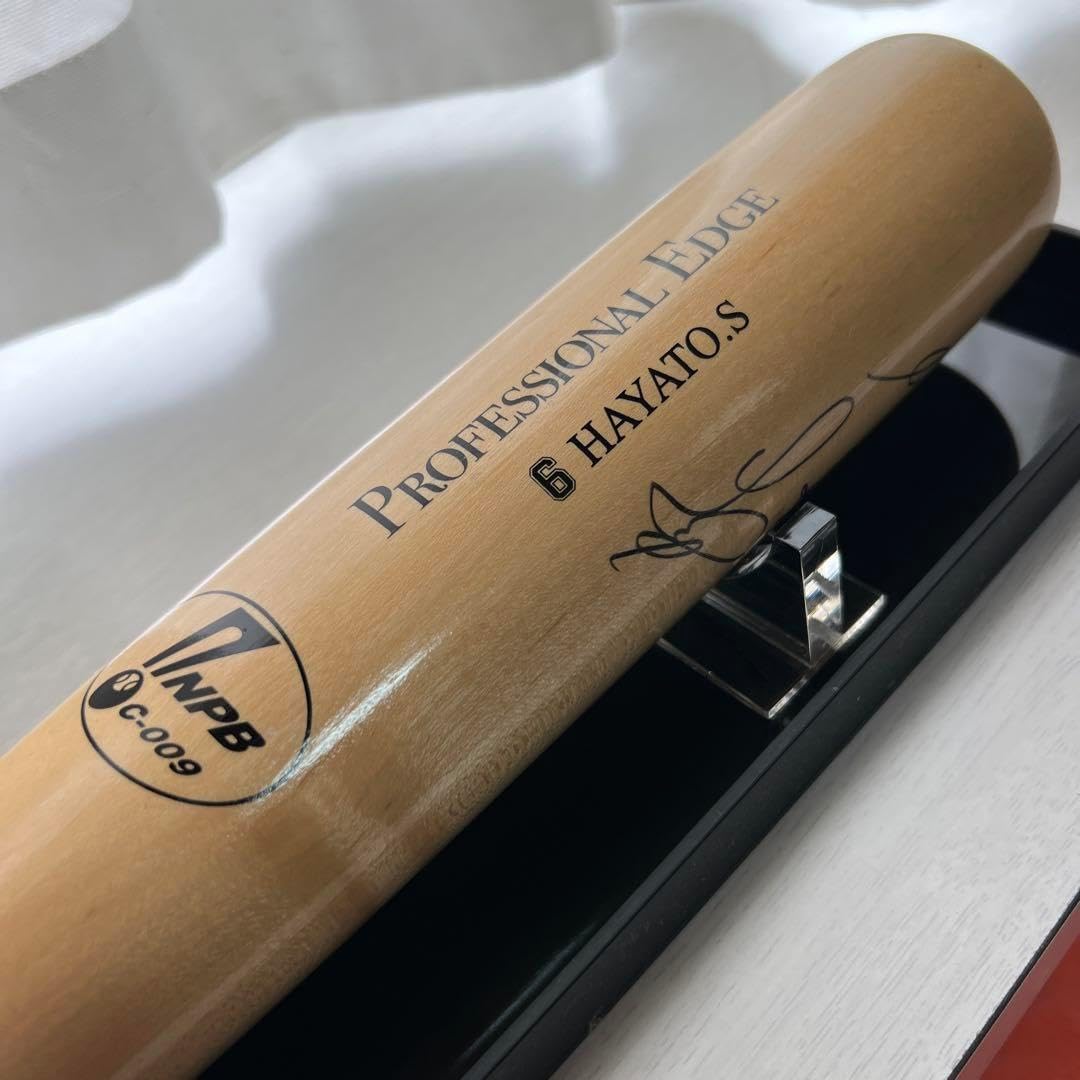 PROFESSIONAL EDGE
6 HAYATO.S
NPB
C-009